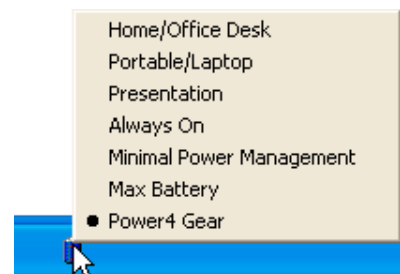 Home/Office Desk
Portable/Laptop
Presentation
Always On
Minimal Power Management
Max Battery
Power4 Gear